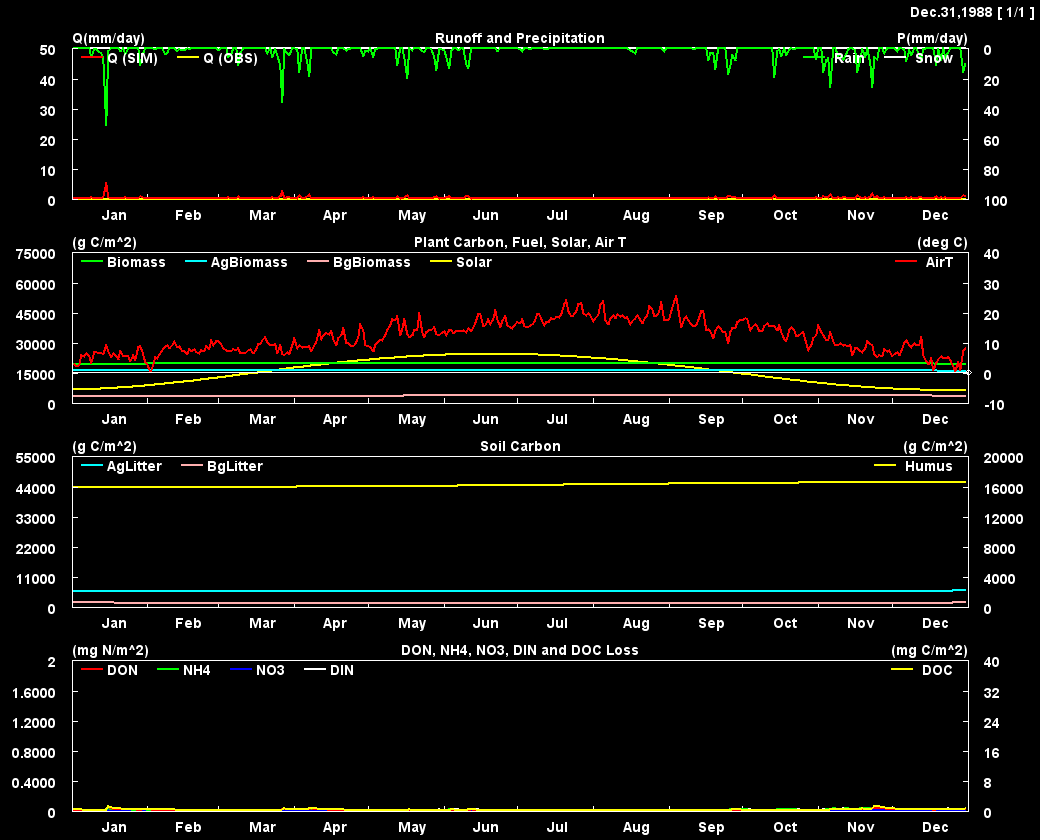 Dec.31,1988 [ 1/1 ]
Q(mm/day) Runoff and Precipitation P(mm/day)
50 0
Q (SIM) Q (OBS) Rain Snow
40 20
30 40
20 60
10 80
0 100
Jan Feb Mar Apr May Jun Jul Aug Sep Oct Nov Dec
(g C/m^2) Plant Carbon, Fuel, Solar, Air T (deg C)
75000 40
Biomass AgBiomass BgBiomass Solar AirT
60000 30
45000 20
30000 10
15000 0
0 -10
Jan Feb Mar Apr May Jun Jul Aug Sep Oct Nov Dec
(g C/m^2) Soil Carbon (g C/m^2)
55000 20000
AgLitter BgLitter Humus
44000 16000
33000 12000
22000 8000
11000 4000
0 0
Jan Feb Mar Apr May Jun Jul Aug Sep Oct Nov Dec
(mg N/m^2) DON, NH4, NO3, DIN and DOC Loss (mg C/m^2)
2 40
DON NH4 NO3 DIN DOC
1.6000 32
1.2000 24
0.8000 16
0.4000 8
0 0
Jan Feb Mar Apr May Jun Jul Aug Sep Oct Nov Dec